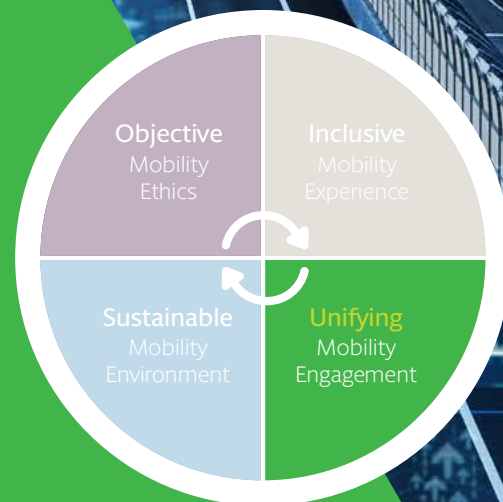 Objective
Mobility
Ethics
Inclusive
Mobility
Experience
Sustainable
Mobility
Environment
Unifying
Mobility
Engagement